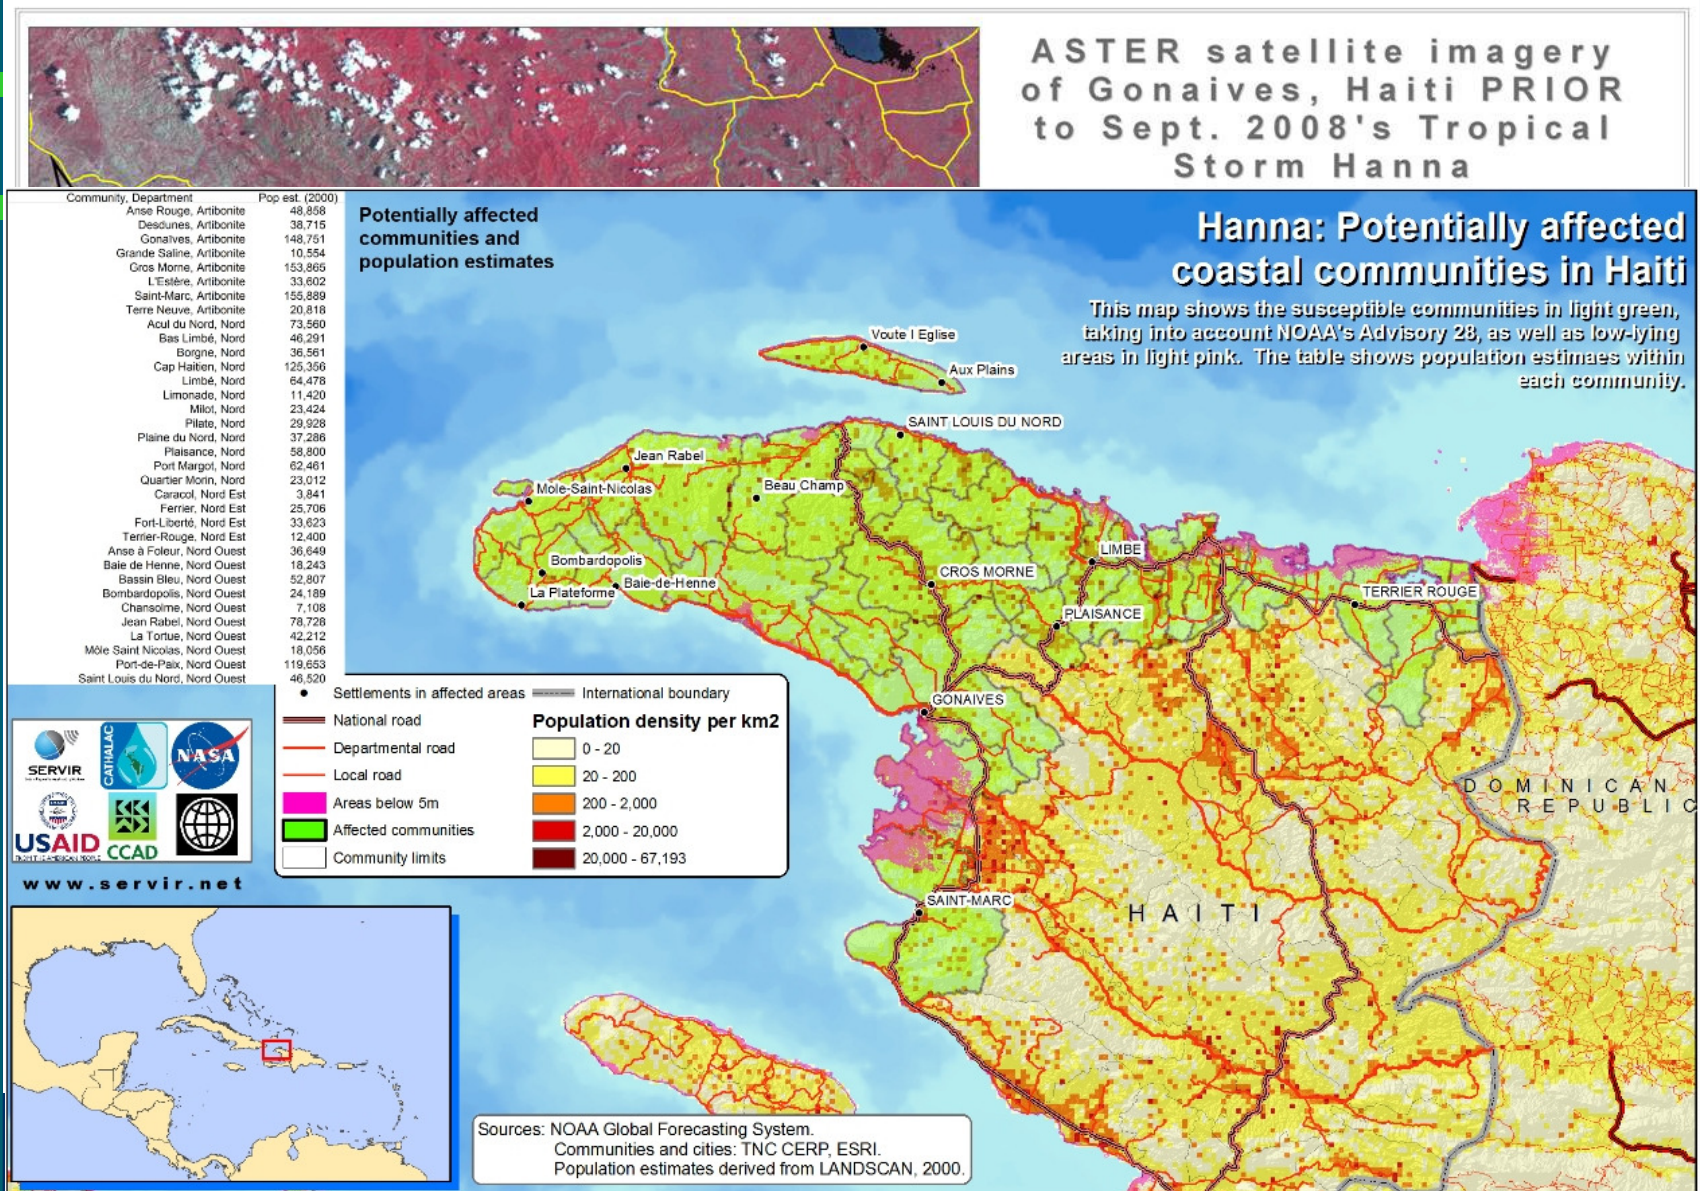 ASTER satellite imagery
of Gonaives, Haiti PRIOR
to Sept. 2008's Tropical
Storm Hanna
Community, Department Pop est. (2000)
Anse Rouge, Artibonite 48,858
Desdunes, Artibonite 38,715
Gonaïves, Artibonite 148,751
Grande Saline, Artibonite 10,554
Gros Morne, Artibonite 153,865
L'Estère, Artibonite 33,602
Saint-Marc, Artibonite 155,889
Terre Neuve, Artibonite 20,818
Acul du Nord, Nord 73,560
Bas Limbé, Nord 46,291
Borgne, Nord 36,561
Cap Haitien, Nord 125,356
Limbé, Nord 64,478
Limonade, Nord 11,420
Milot, Nord 23,424
Pilate, Nord 29,928
Plaine du Nord, Nord 37,286
Plaisance, Nord 58,800
Port Margot, Nord 62,461
Quartier Morin, Nord 23,012
Caracol, Nord Est 3,841
Ferrier, Nord Est 25,706
Fort-Liberté, Nord Est 33,623
Terrier-Rouge, Nord Est 12,400
Anse à Foleur, Nord Ouest 36,649
Baie de Henne, Nord Ouest 18,243
Bassin Bleu, Nord Ouest 52,807
Bombardopolis, Nord Ouest 24,189
Chansolme, Nord Ouest 7,108
Jean Rabel, Nord Ouest 78,728
La Tortue, Nord Ouest 42,212
Môle Saint Nicolas, Nord Ouest 18,056
Port-de-Paix, Nord Ouest 119,653
Saint Louis du Nord, Nord Ouest 46,520
Potentially affected
communities and
population estimates
Hanna: Potentially affected
coastal communities in Haiti
This map shows the susceptible communities in light green,
taking into account NOAA's Advisory 28, as well as low-lying
areas in light pink. The table shows population estimaes within
each community.
Voute l Eglise
Aux Plains
SAINT LOUIS DU NORD
Jean Rabel
Mole-Saint-Nicolas
Beau Champ
Bombardopolis
Baie-de-Henne
La Plateforme
LIMBE
CROS MORNE
PLAISANCE
TERRIER ROUGE
GONAIVES
SAINT-MARC
HAITI
DOMINICAN
REPUBLIC
Settlements in affected areas
National road
Departmental road
Local road
Areas below 5m
Affected communities
Community limits
International boundary
Population density per km2
0 - 20
20 - 200
200 - 2,000
2,000 - 20,000
20,000 - 67,193
SERVIR
CATHALAC
NASA
USAID
FROM THE AMERICAN PEOPLE
CCAD
www.servir.net
Sources: NOAA Global Forecasting System.
Communities and cities: TNC CERP, ESRI.
Population estimates derived from LANDSCAN, 2000.